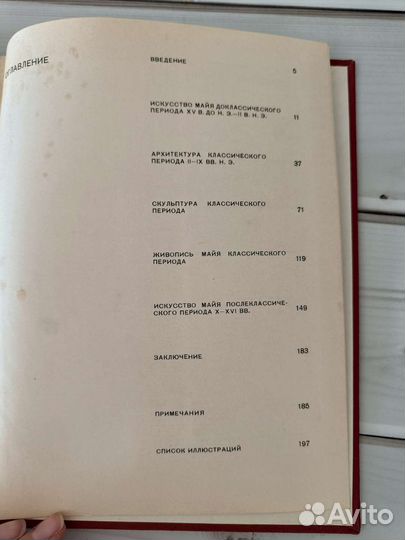 ОГЛАВЛЕНИЕ
ВВЕДЕНИЕ
5
ИСКУССТВО МАЙЯ ДОКЛАССИЧЕСКОГО
ПЕРИОДА XV В. ДО Н. Э.—II В. Н. Э.
11
АРХИТЕКТУРА КЛАССИЧЕСКОГО
ПЕРИОДА II—IX ВВ. Н. Э.
37
СКУЛЬПТУРА КЛАССИЧЕСКОГО
ПЕРИОДА
71
ЖИВОПИСЬ МАЙЯ КЛАССИЧЕСКОГО
ПЕРИОДА
119
ИСКУССТВО МАЙЯ ПОСЛЕКЛАССИЧЕ-
СКОГО ПЕРИОДА X—XVI ВВ.
149
ЗАКЛЮЧЕНИЕ
183
ПРИМЕЧАНИЯ
185
СПИСОК ИЛЛЮСТРАЦИЙ
197
Avito